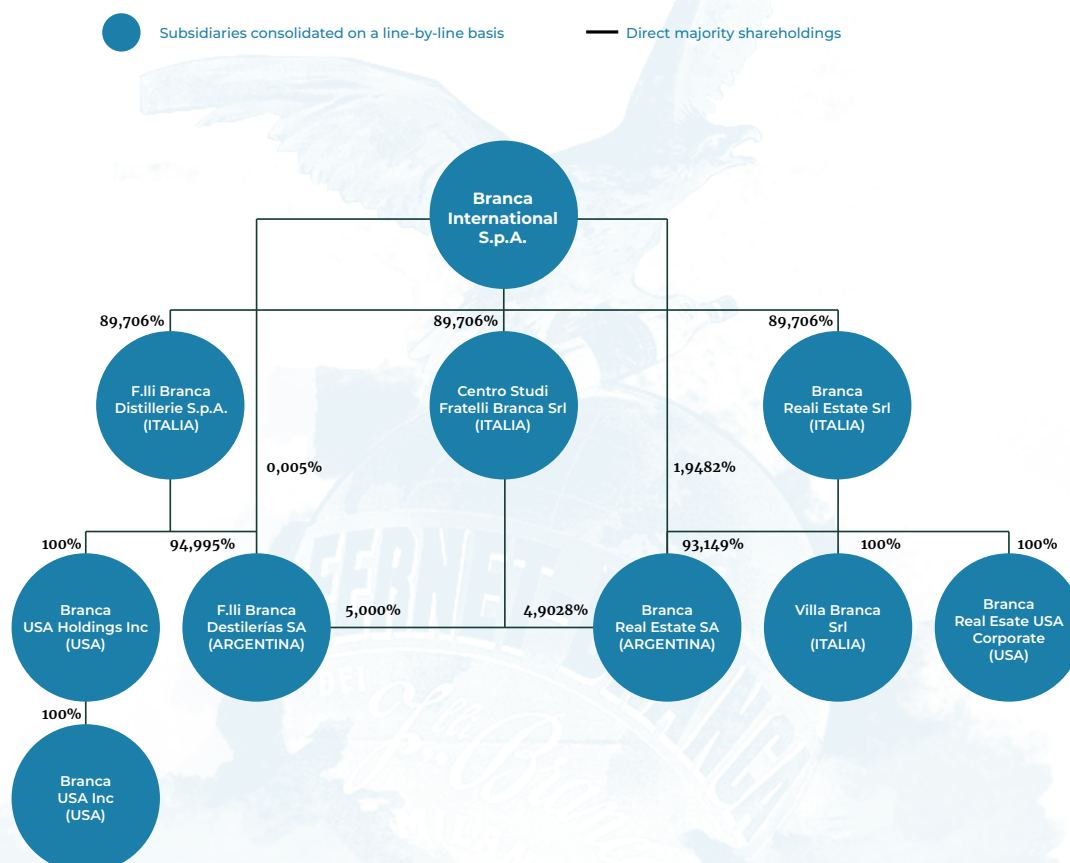 Subsidiaries consolidated on a line-by-line basis
Direct majority shareholdings
Branca
International
S.p.A.
89,706%
89,706%
89,706%
F.lli Branca
Distillerie S.p.A.
(ITALIA)
Centro Studi
Fratelli Branca Srl
(ITALIA)
Branca
Reali Estate Srl
(ITALIA)
0,005%
1,9482%
100%
94,995%
93,149%
100%
100%
Branca
USA Holdings Inc
(USA)
F.lli Branca
Destilerías SA
(ARGENTINA)
5,000%
4,9028%
Branca
Real Estate SA
(ARGENTINA)
Villa Branca
Srl
(ITALIA)
Branca
Real Esate USA
Corporate
(USA)
100%
Branca
USA Inc
(USA)
FERNET
BRANCA
DEI